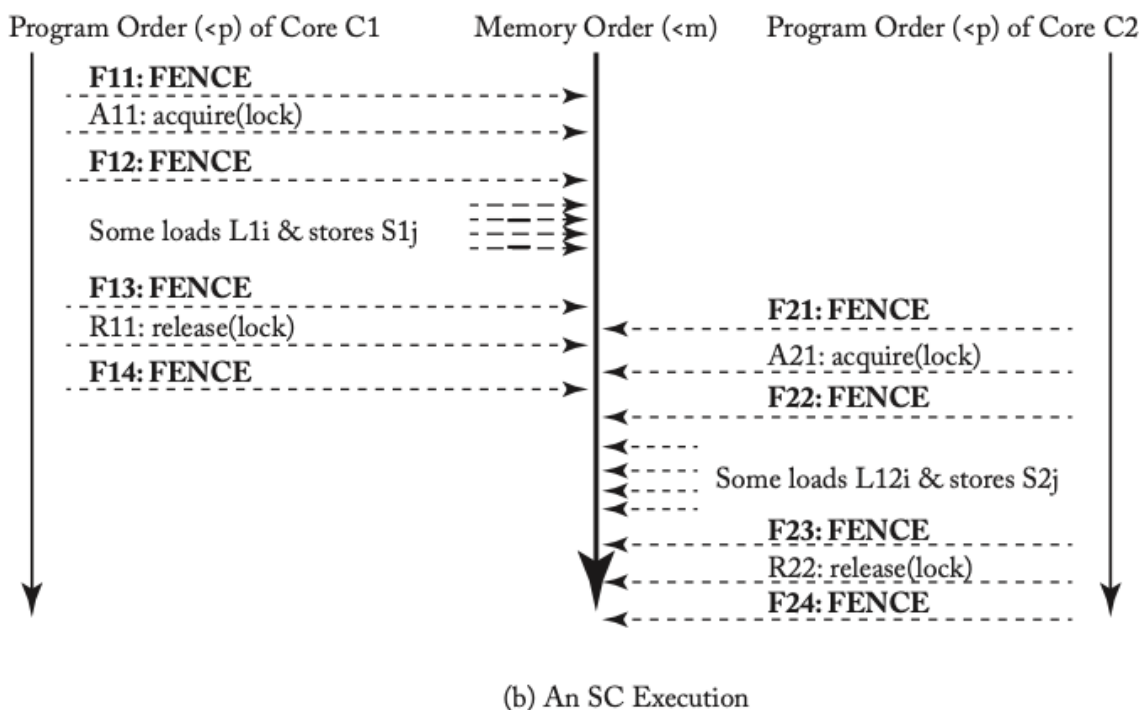 Program Order (<p) of Core C1 Memory Order (<m) Program Order (<p) of Core C2
F11: FENCE
A11: acquire(lock)
F12: FENCE
Some loads L1i & stores S1j
F13: FENCE
R11: release(lock)
F14: FENCE
F21: FENCE
A21: acquire(lock)
F22: FENCE
Some loads L12i & stores S2j
F23: FENCE
R22: release(lock)
F24: FENCE
(b) An SC Execution